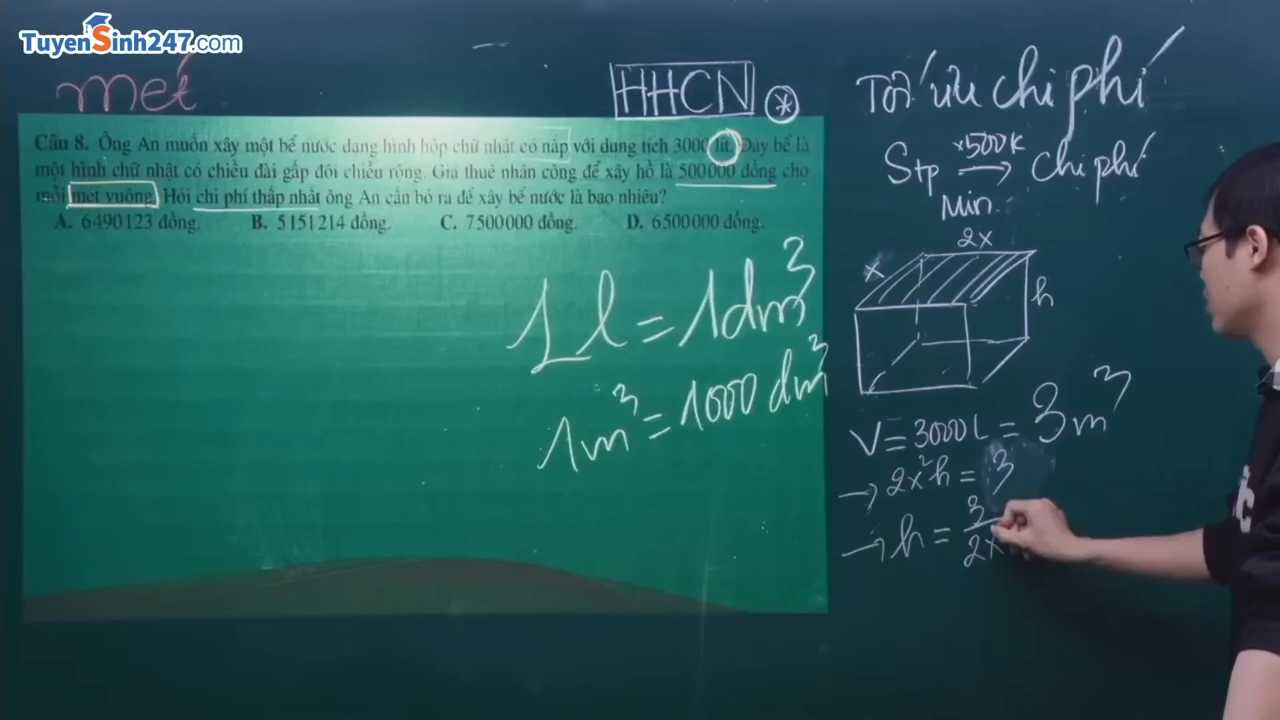 TuyenSinh247.com
mét
HHCN *
Câu 8. Ông An muốn xây một bể nước dạng hình hộp chữ nhật có nắp với dung tích 3000 lít. Đáy bể là
một hình chữ nhật có chiều dài gấp đôi chiều rộng. Giá thuê nhân công để xây hồ là 500000 đồng cho
mỗi mét vuông. Hỏi chi phí thấp nhất ông An cần bỏ ra để xây bể nước là bao nhiêu?
A. 6490123 đồng. B. 5151214 đồng. C. 7500000 đồng. D. 6500000 đồng.
1l = 1dm³
1m³ = 1000 dm³
Tối ưu chi phí
×500K
Stp → chi phí
Min
2x
x
h
V = 3000L = 3m³
→ 2x²h = 3
→ h = 3/2x